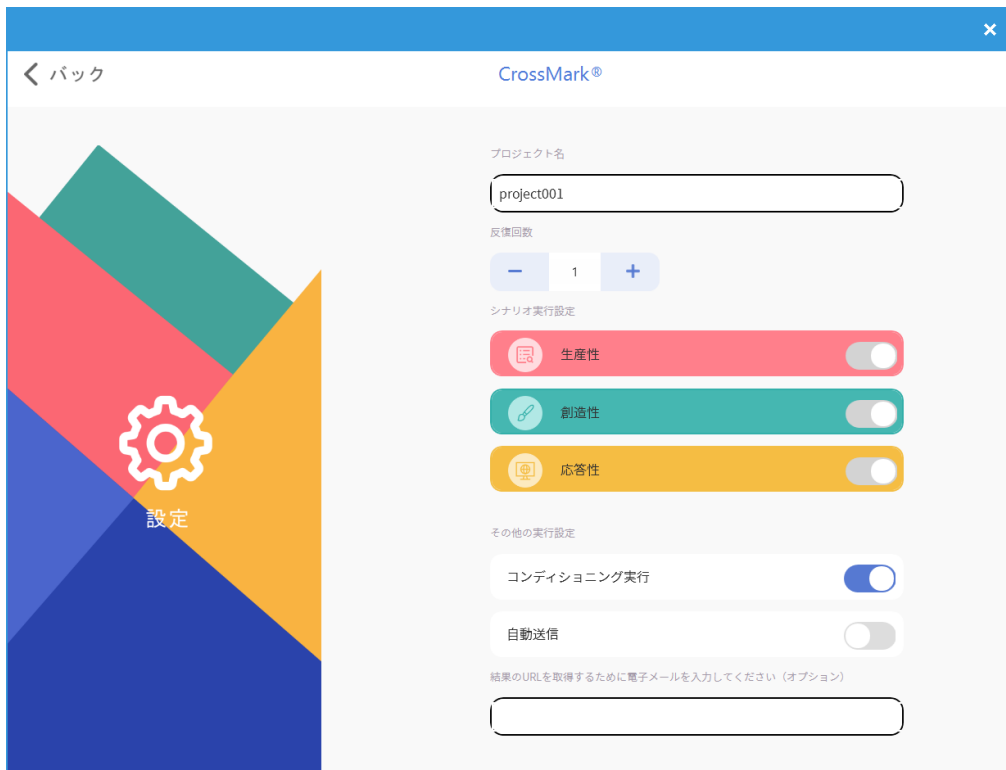 バック
CrossMark®
プロジェクト名
project001
反復回数
1
シナリオ実行設定
生産性
創造性
応答性
設定
その他の実行設定
コンディショニング実行
自動送信
結果のURLを取得するために電子メールを入力してください（オプション）